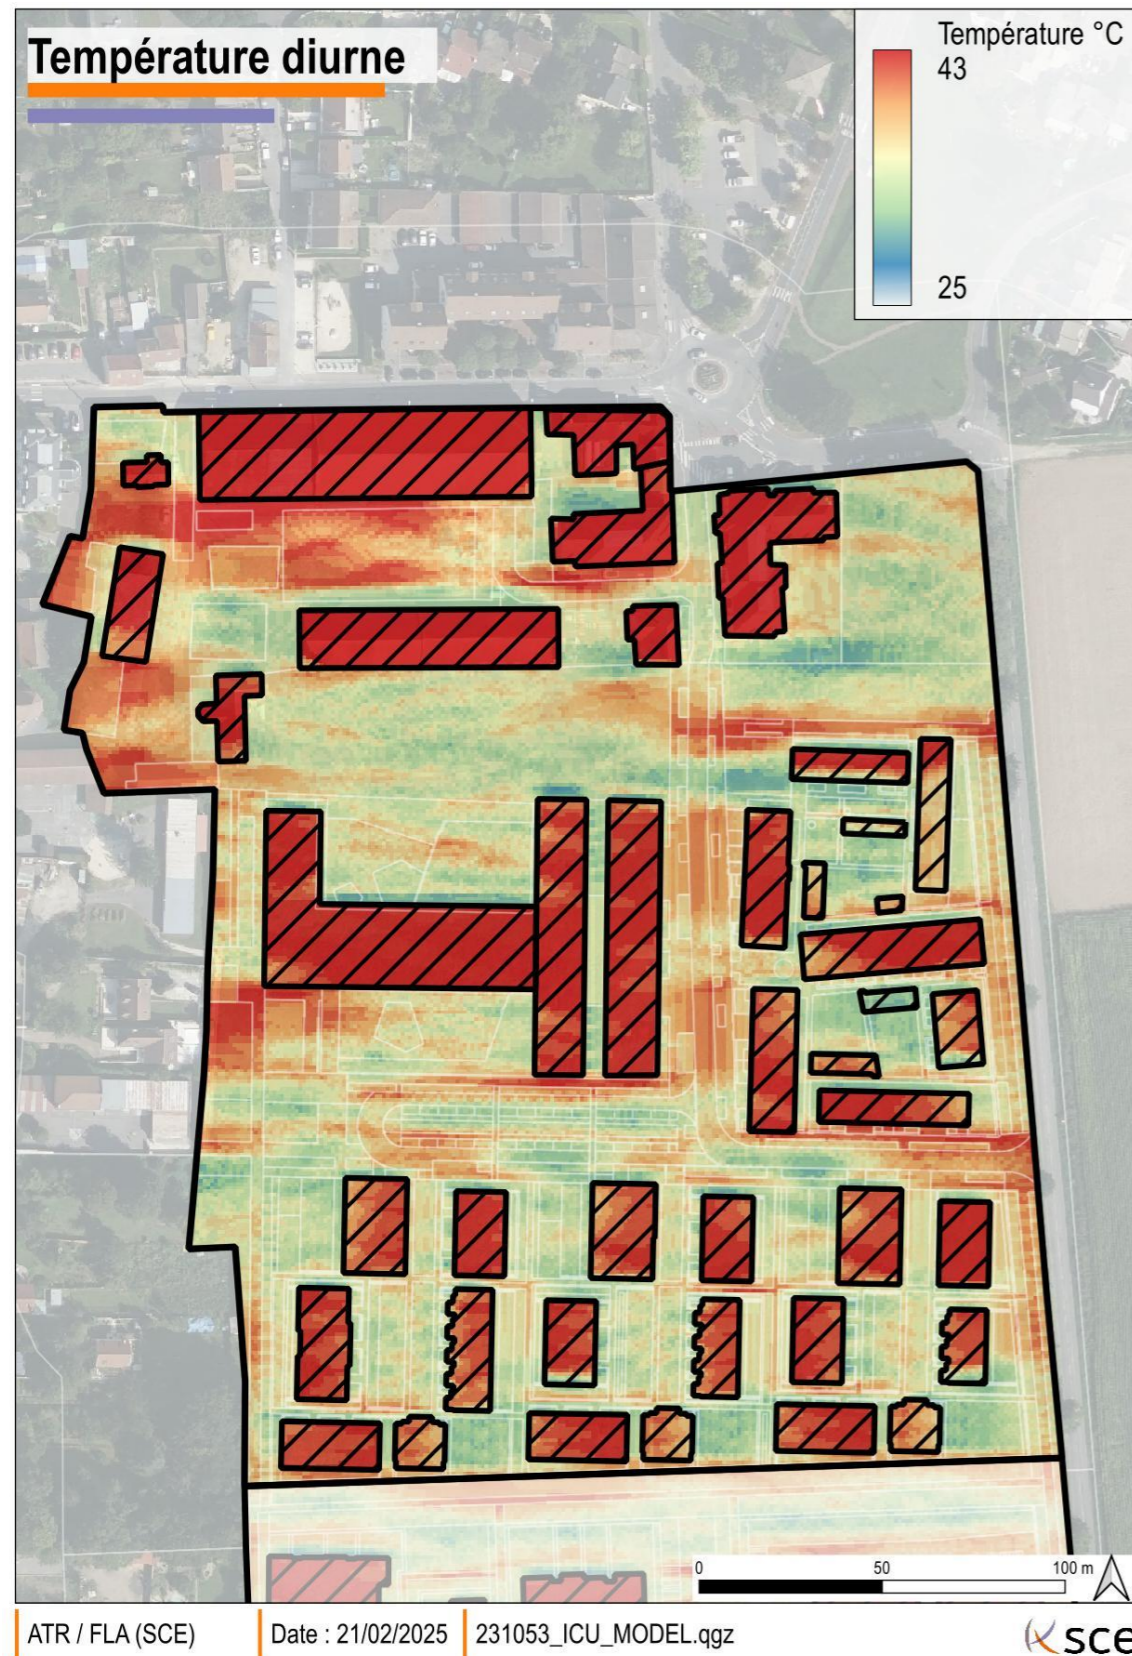 Température diurne
Température °C
43
25
0 50 100 m
ATR / FLA (SCE)
Date : 21/02/2025
231053_ICU_MODEL.qgz
sce